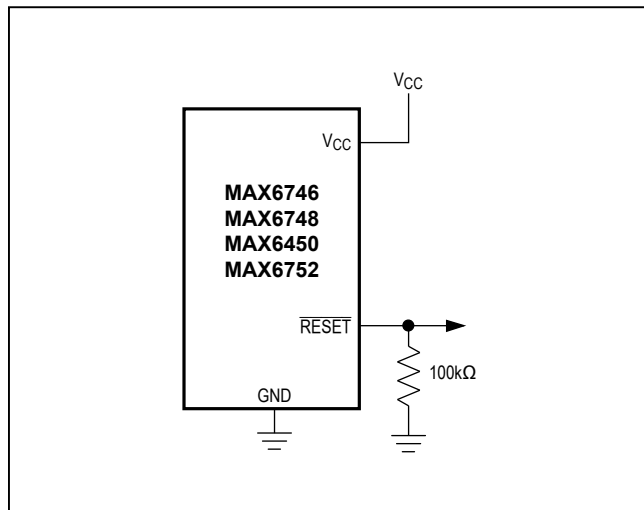 VCC
VCC
MAX6746
MAX6748
MAX6450
MAX6752
RESET
100kΩ
GND